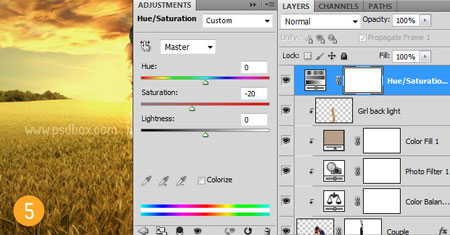 www.psdbox.com
5
ADJUSTMENTS
Hue/Saturation
Custom
Master
Hue:
0
Saturation:
-20
Lightness:
0
Colorize
LAYERS
CHANNELS
PATHS
Normal
Opacity:
100%
Unify:
Propagate Frame 1
Lock:
Fill:
100%
Hue/Saturatio...
Girl back light
Color Fill 1
Photo Filter 1
Color Balan...
Couple